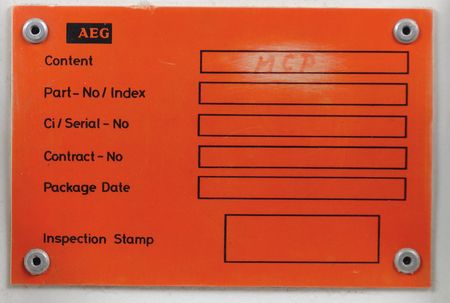 AEG
Content MCP
Part-No/Index
Ci/Serial-No
Contract-No
Package Date
Inspection Stamp